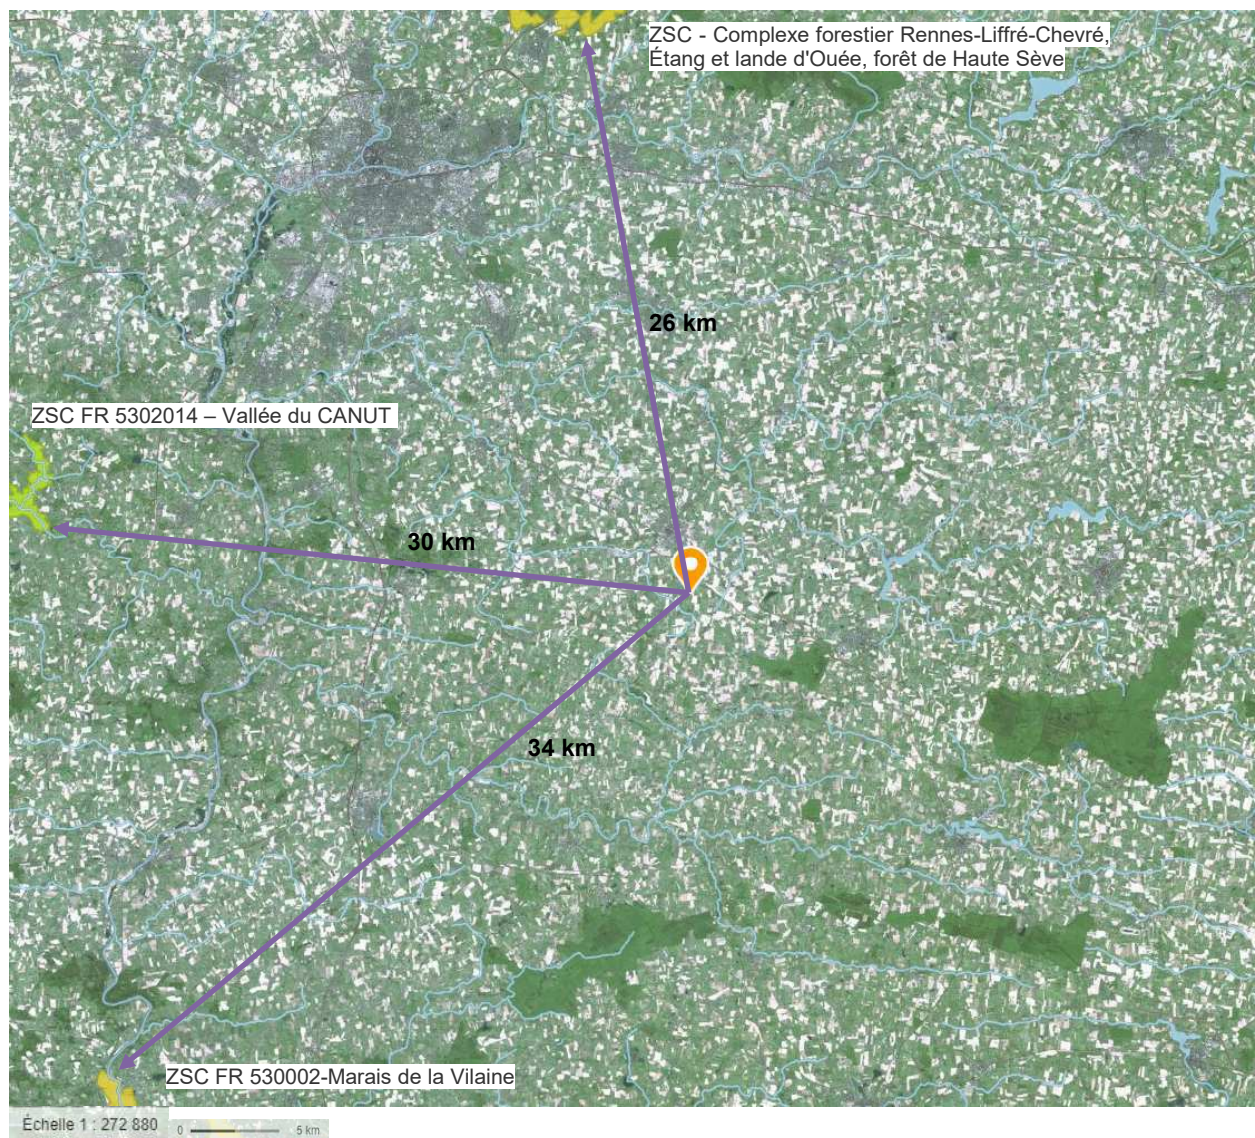 ZSC - Complexe forestier Rennes-Liffré-Chevré,
Étang et lande d'Ouée, forêt de Haute Sève
26 km
ZSC FR 5302014 – Vallée du CANUT
30 km
34 km
ZSC FR 530002-Marais de la Vilaine
Échelle 1 : 272 880
0 5 km